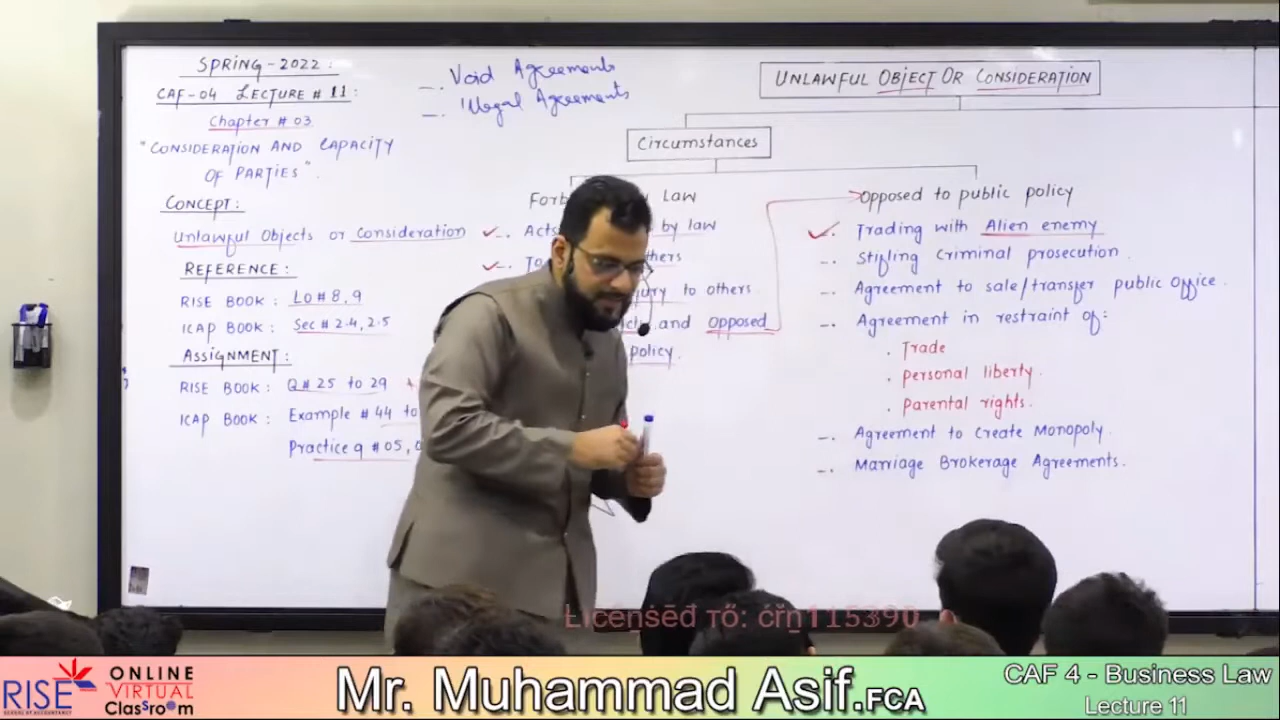 SPRING-2022:
CAF-04 LECTURE # 11:
Chapter # 03
"CONSIDERATION AND CAPACITY
OF PARTIES".
CONCEPT:
Unlawful Objects or Consideration
REFERENCE:
RISE BOOK: Lo# 8, 9
ICAP BOOK: Sec # 2.4, 2.5
ASSIGNMENT:
RISE BOOK: Q# 25 to 29
ICAP BOOK: Example # 44 to
Practice q # 05,
Void Agreements
Illegal Agreements
UNLAWFUL OBJECT OR CONSIDERATION
Circumstances
Law
Acts by law
others
to others
and opposed
policy.
Opposed to public policy
Trading with Alien enemy
Stifling Criminal prosecution.
Agreement to sale/transfer public office.
Agreement in restraint of:
. Trade
. personal liberty.
. parental rights.
Agreement to Create Monopoly.
Marriage Brokerage Agreements.
RISE
ONLINE
VIRTUAL
Classroom
Mr. Muhammad Asif.FCA
CAF 4 - Business Law
Lecture 11